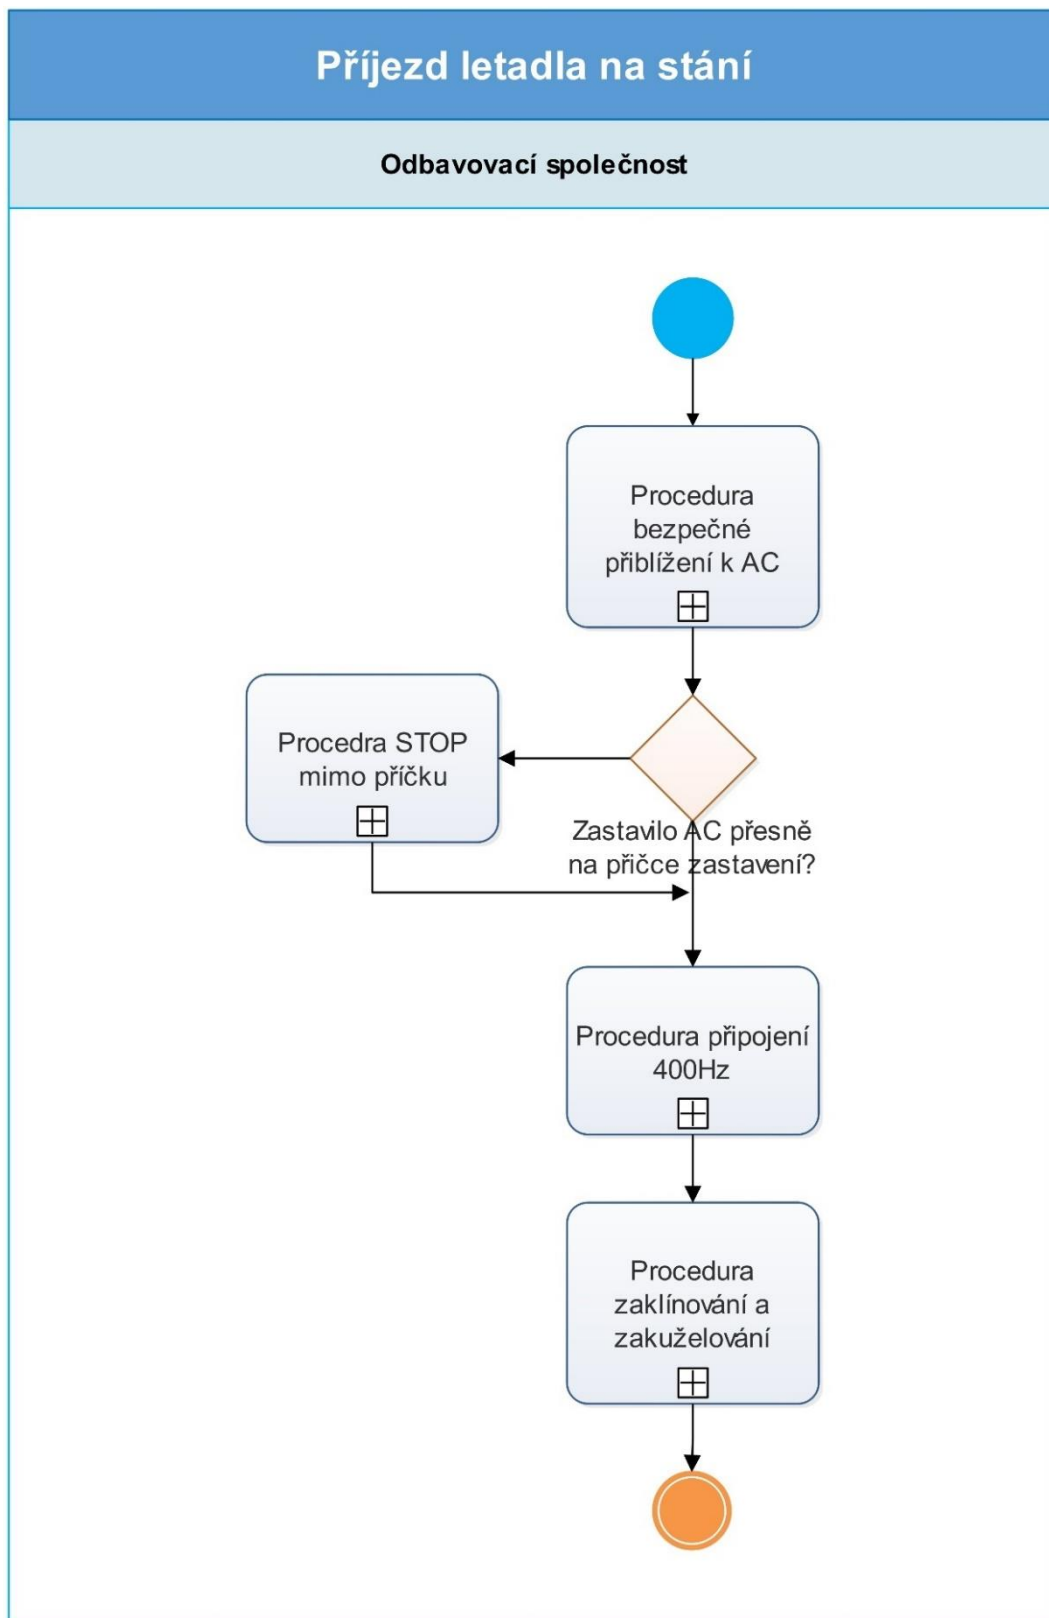 Příjezd letadla na stání
Odbavovací společnost
Procedura
bezpečné
přiblížení k AC
Procedra STOP
mimo příčku
Zastavilo AC přesně
na přičce zastavení?
Procedura připojení
400Hz
Procedura
zaklínování a
zakuželování